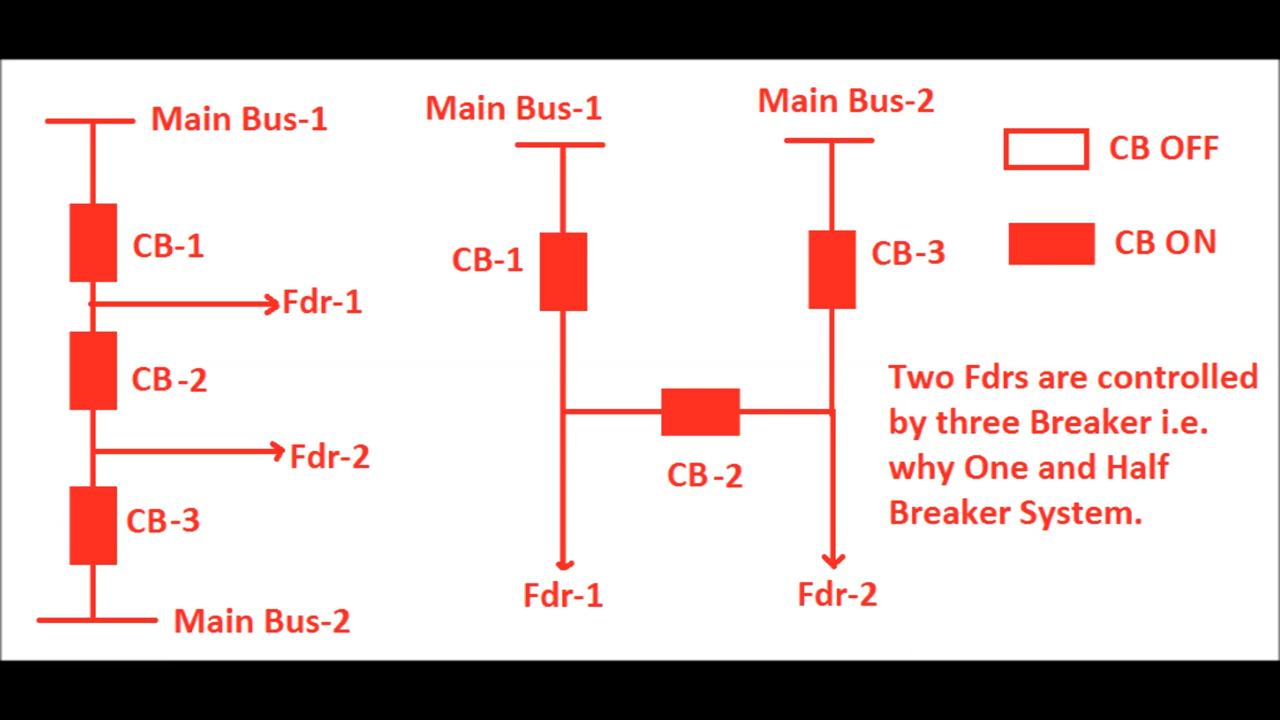 Main Bus-1
CB-1
Fdr-1
CB-2
Fdr-2
CB-3
Main Bus-2
Main Bus-1
Main Bus-2
CB-1
CB-3
CB-2
Fdr-1
Fdr-2
CB OFF
CB ON
Two Fdrs are controlled
by three Breaker i.e.
why One and Half
Breaker System.